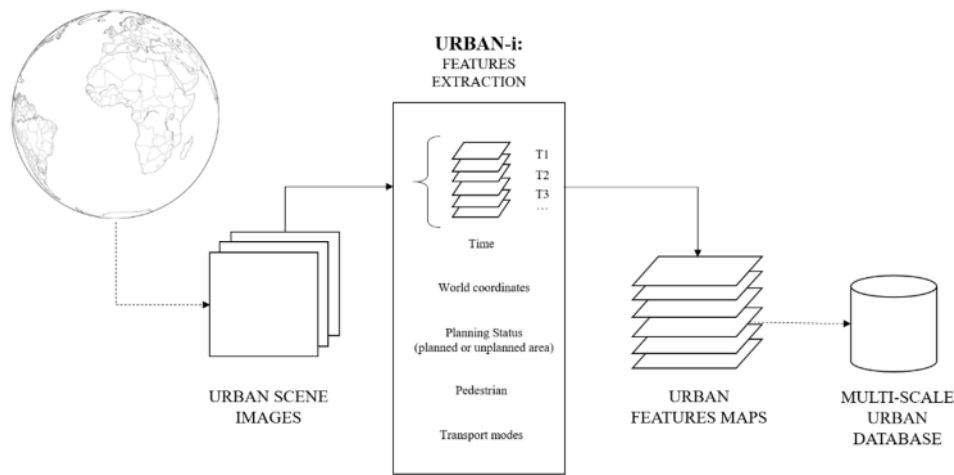 URBAN-i:
FEATURES
EXTRACTION
T1
T2
T3
...
Time
World coordinates
Planning Status
(planned or unplanned area)
Pedestrian
Transport modes
URBAN SCENE
IMAGES
URBAN
FEATURES MAPS
MULTI-SCALE
URBAN
DATABASE